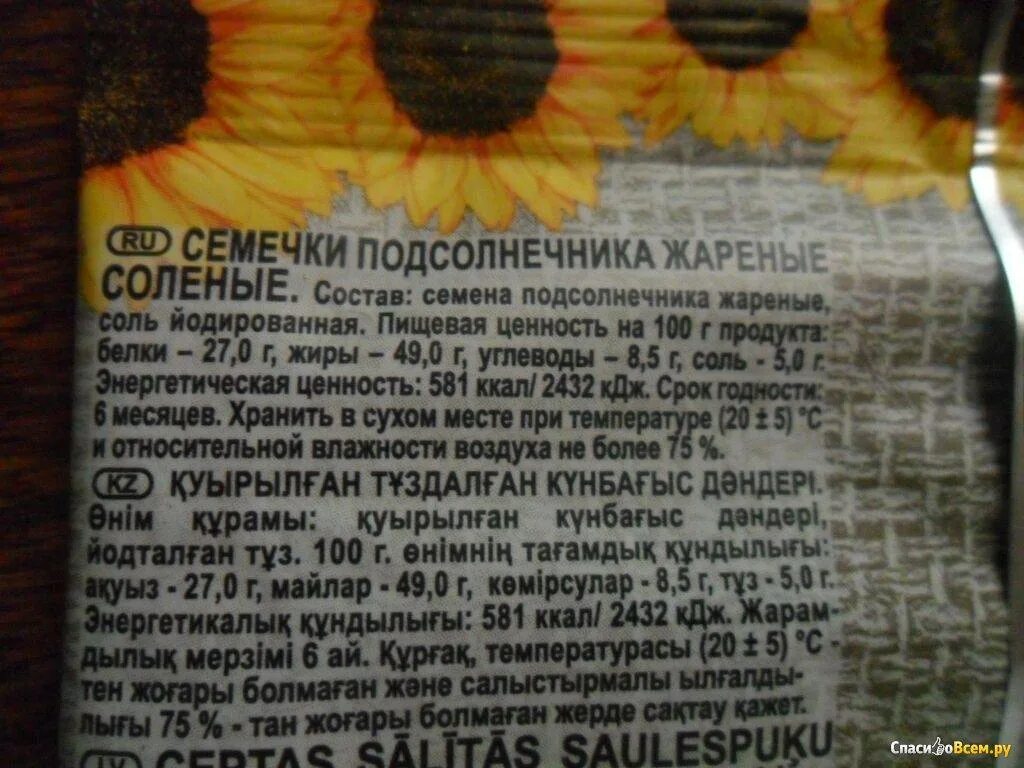 RU СЕМЕЧКИ ПОДСОЛНЕЧНИКА ЖАРЕНЫЕ
СОЛЕНЫЕ. Состав: семена подсолнечника жареные,
соль йодированная. Пищевая ценность на 100 г продукта:
белки – 27,0 г, жиры – 49,0 г, углеводы – 8,5 г, соль - 5,0 г.
Энергетическая ценность: 581 ккал/ 2432 кДж. Срок годности:
6 месяцев. Хранить в сухом месте при температуре (20 ± 5) °С
и относительной влажности воздуха не более 75 %.
KZ ҚУЫРЫЛҒАН ТҰЗДАЛҒАН КҮНБАҒЫС ДӘНДЕРІ.
Өнім құрамы: қуырылған күнбағыс дәндері,
йодталған тұз. 100 г. өнімнің тағамдық құндылығы:
ақуыз - 27,0 г, майлар - 49,0 г, көмірсулар - 8,5 г, тұз - 5,0 г.
Энергетикалық құндылығы: 581 ккал/ 2432 қДж. Жарам-
дылық мерзімі 6 ай. Құрғақ, температурасы (20 ± 5) °С -
тен жоғары болмаған және салыстырмалы ылғалды-
лығы 75 % - тан жоғары болмаған жерде сақтау қажет.
LV CEPTAS, SĀLĪTĀS SAULESPUĶU
СпасибоВсем.ру